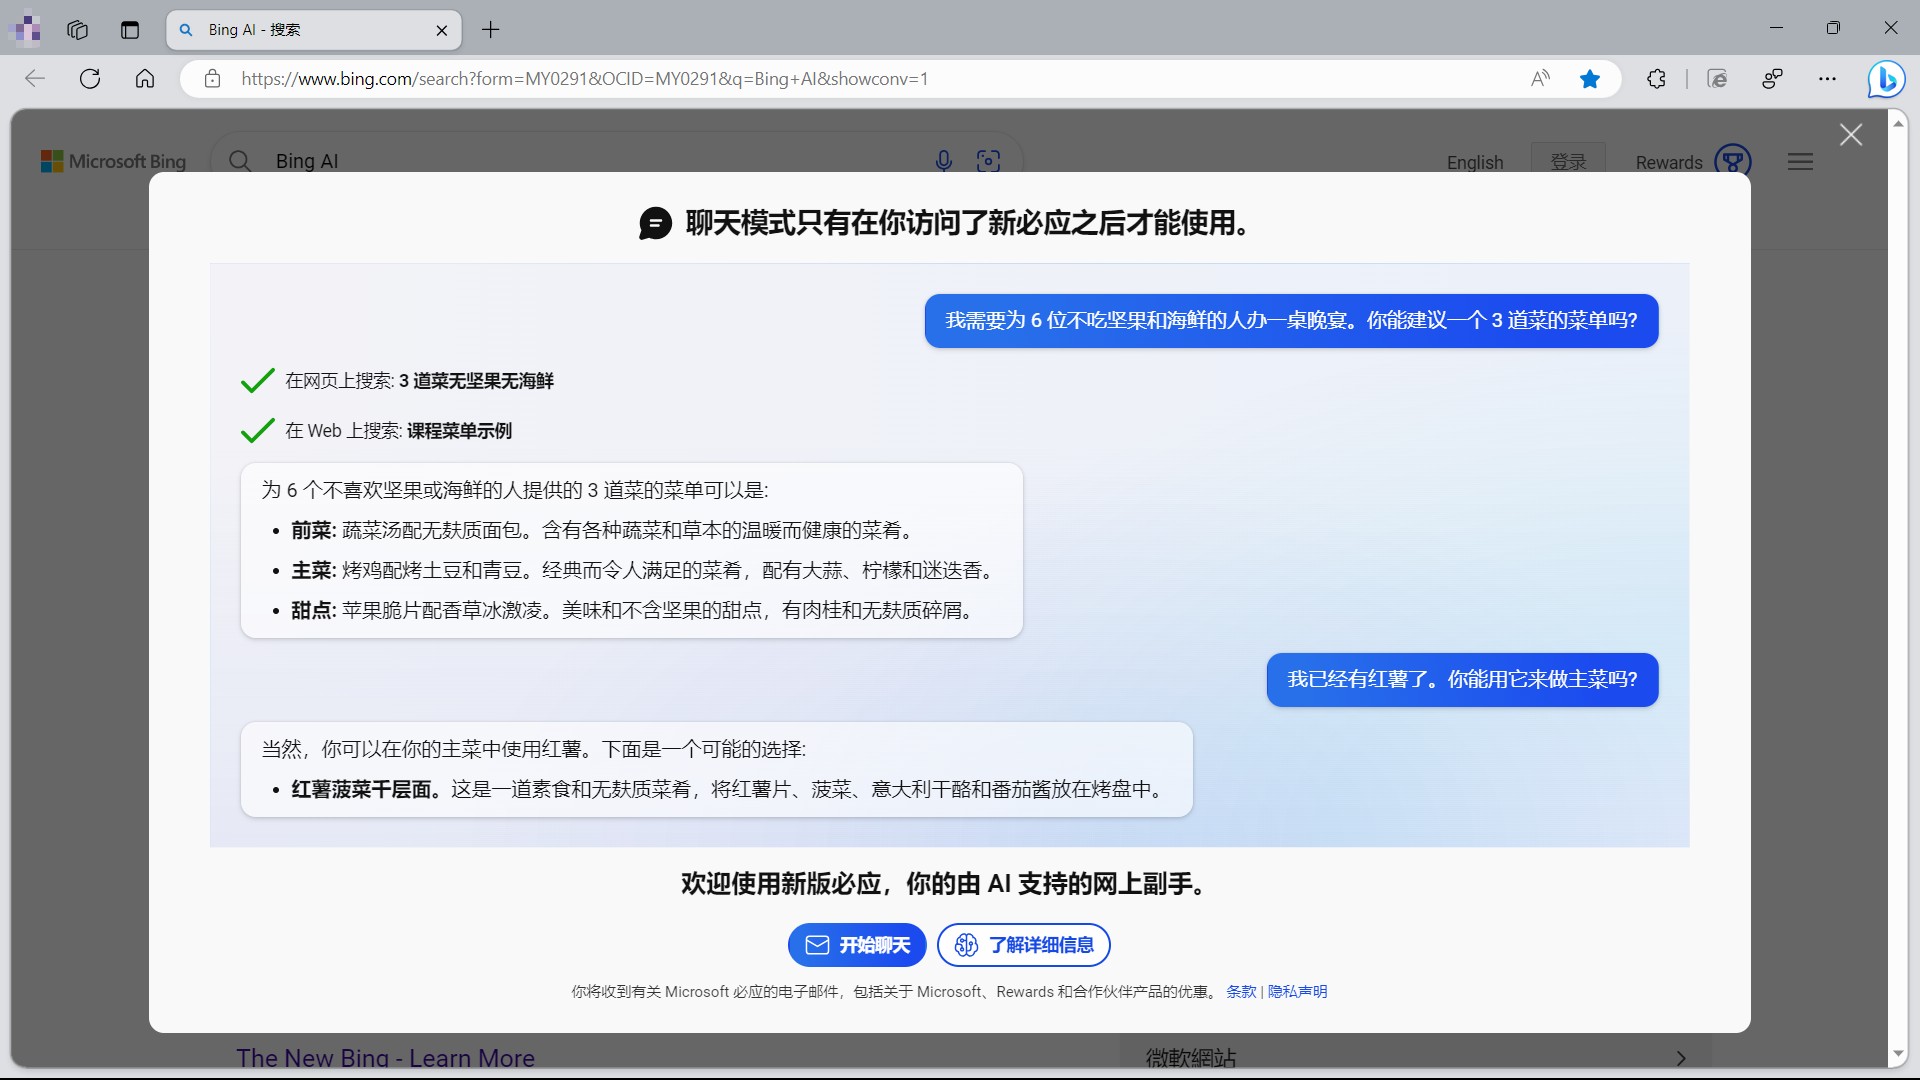 Bing AI - 搜索
https://www.bing.com/search?form=MY0291&OCID=MY0291&q=Bing+AI&showconv=1
Microsoft Bing
Bing AI
English
登录
Rewards
聊天模式只有在你访问了新必应之后才能使用。
我需要为 6 位不吃坚果和海鲜的人办一桌晚宴。你能建议一个 3 道菜的菜单吗?
在网页上搜索: 3 道菜无坚果无海鲜
在 Web 上搜索: 课程菜单示例
为 6 个不喜欢坚果或海鲜的人提供的 3 道菜的菜单可以是:
• 前菜: 蔬菜汤配无麸质面包。含有各种蔬菜和草本的温暖而健康的菜肴。
• 主菜: 烤鸡配烤土豆和青豆。经典而令人满足的菜肴，配有大蒜、柠檬和迷迭香。
• 甜点: 苹果脆片配香草冰激凌。美味和不含坚果的甜点，有肉桂和无麸质碎屑。
我已经有红薯了。你能用它来做主菜吗?
当然，你可以在你的主菜中使用红薯。下面是一个可能的选择:
• 红薯菠菜千层面。这是一道素食和无麸质菜肴，将红薯片、菠菜、意大利干酪和番茄酱放在烤盘中。
欢迎使用新版必应，你的由 AI 支持的网上副手。
开始聊天
了解详细信息
你将收到有关 Microsoft 必应的电子邮件，包括关于 Microsoft、Rewards 和合作伙伴产品的优惠。 条款 | 隐私声明
The New Bing - Learn More
微軟網站